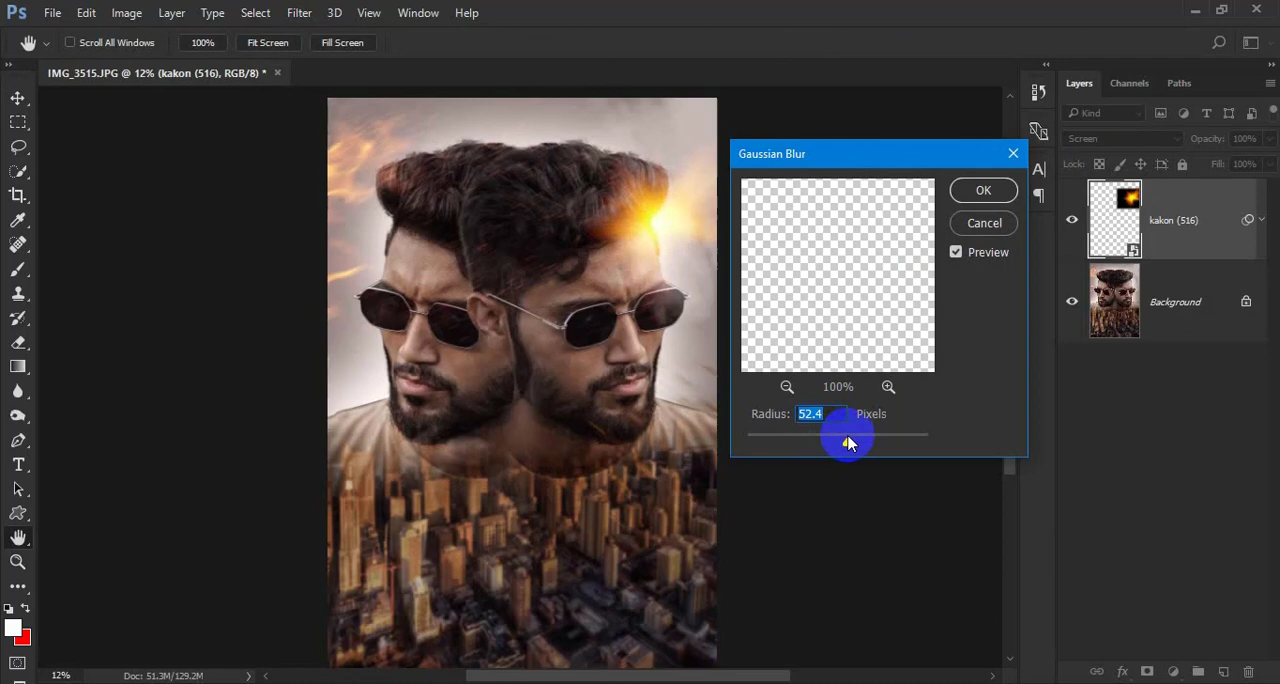 Ps File Edit Image Layer Type Select Filter 3D View Window Help
Scroll All Windows 100% Fit Screen Fill Screen
IMG_3515.JPG @ 12% (kakon (516), RGB/8) * ×
Layers Channels Paths
Kind
Screen Opacity: 100%
Lock: Fill: 100%
kakon (516)
Background
Gaussian Blur
OK
Cancel
Preview
100%
Radius: 52.4 Pixels
12% Doc: 51.3M/129.2M